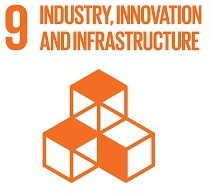 9 INDUSTRY, INNOVATION
AND INFRASTRUCTURE